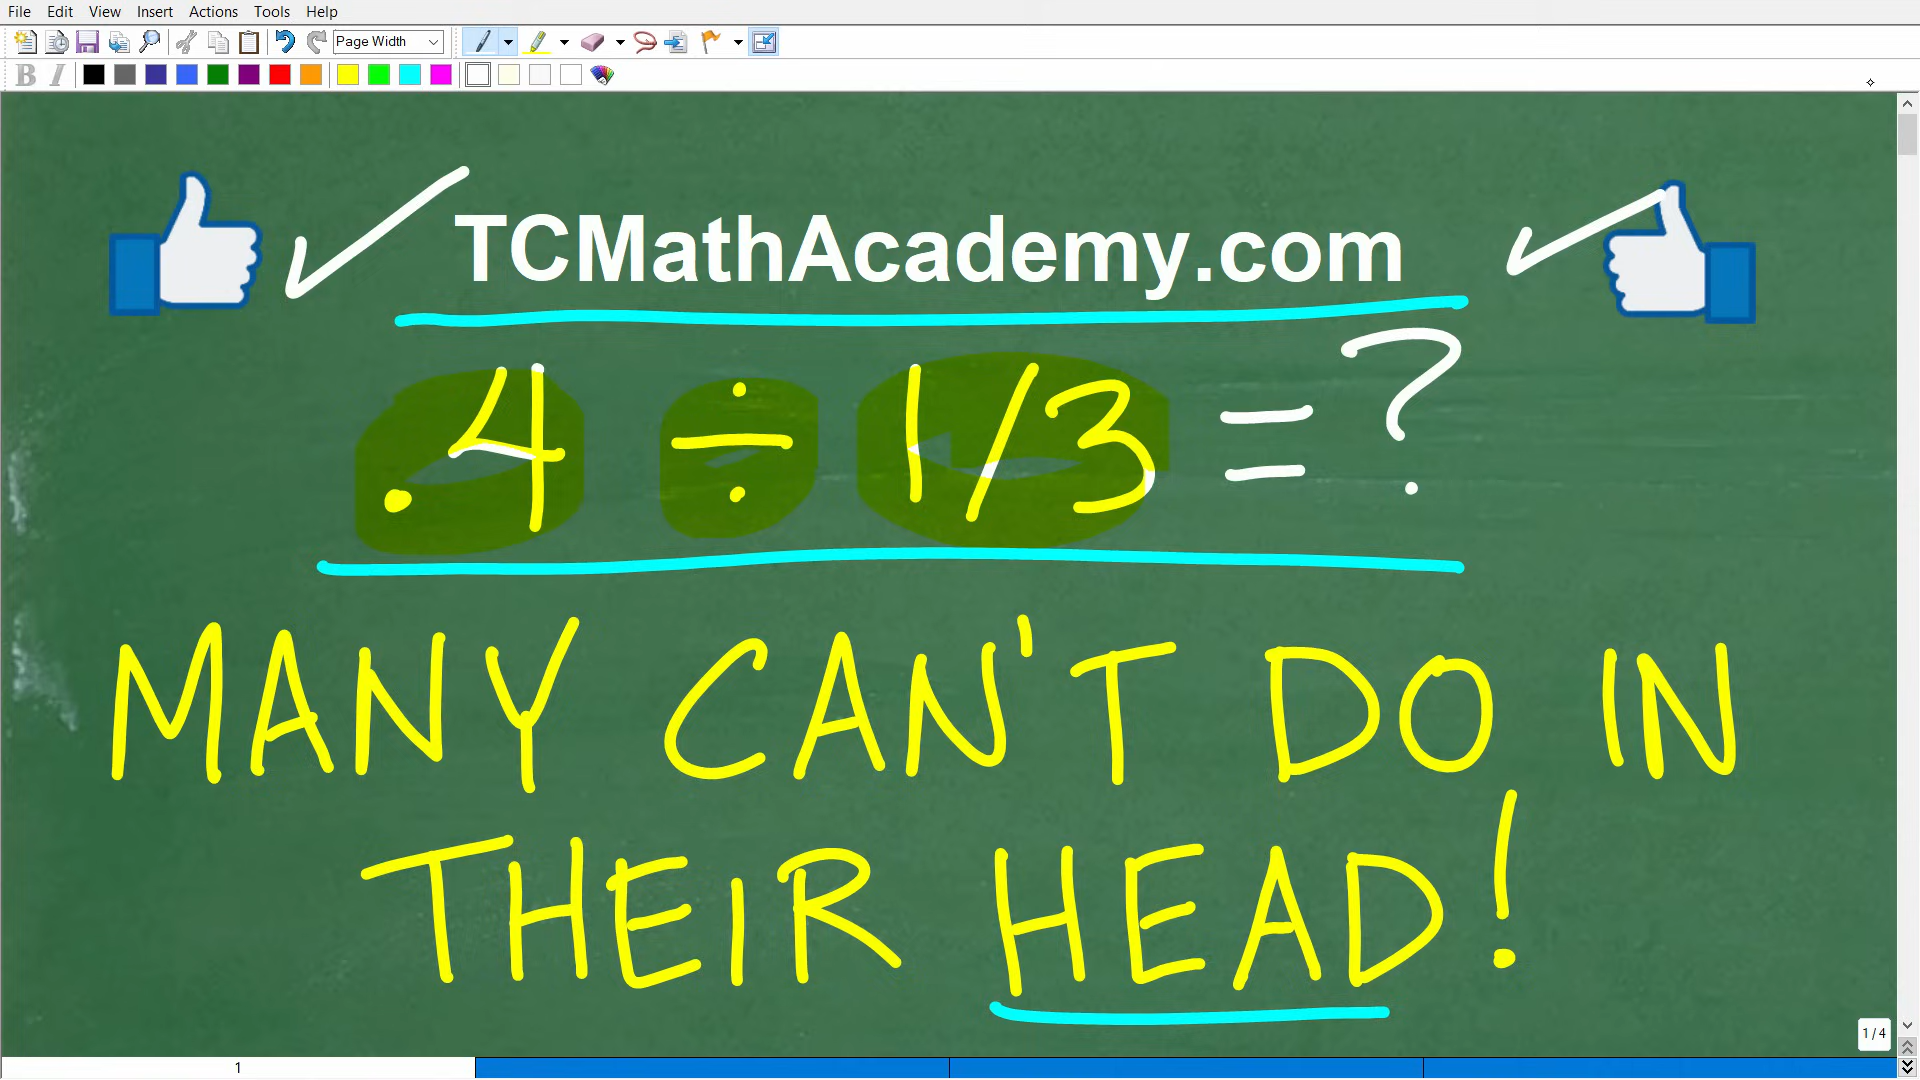 File Edit View Insert Actions Tools Help
Page Width
B I
TCMathAcademy.com
.4 ÷ 1/3 = ?
MANY CAN'T DO IN
THEIR HEAD!
1 / 4
1